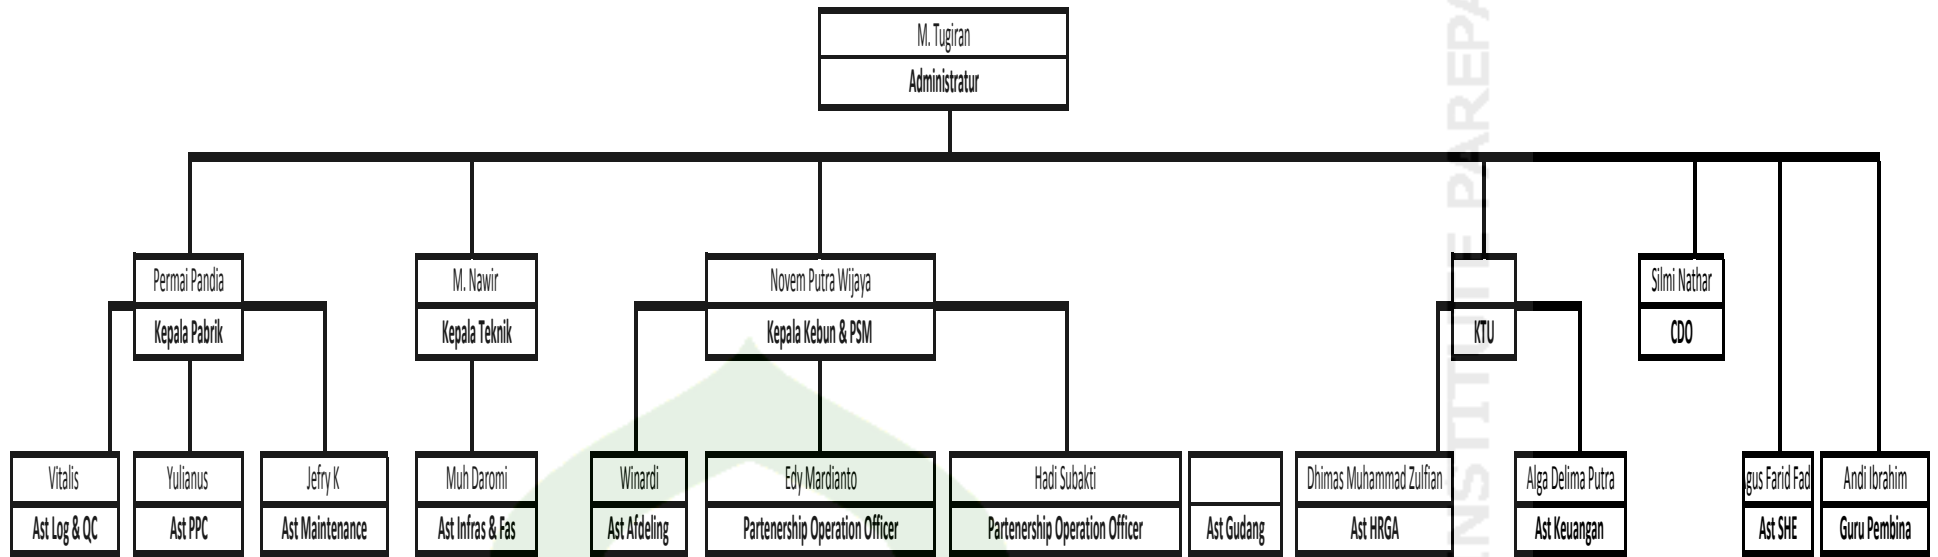 M. Tugiran
Administratur
Permai Pandia
Kepala Pabrik
M. Nawir
Kepala Teknik
Novem Putra Wijaya
Kepala Kebun & PSM
KTU
Silmi Nathar
CDO
Vitalis
Ast Log & QC
Yulianus
Ast PPC
Jefry K
Ast Maintenance
Muh Daromi
Ast Infras & Fas
Winardi
Ast Afdeling
Edy Mardianto
Partenership Operation Officer
Hadi Subakti
Partenership Operation Officer
Ast Gudang
Dhimas Muhammad Zulfian
Ast HRGA
Alga Delima Putra
Ast Keuangan
gus Farid Fad
Ast SHE
Andi Ibrahim
Guru Pembina
INSTITUTE PAREPA